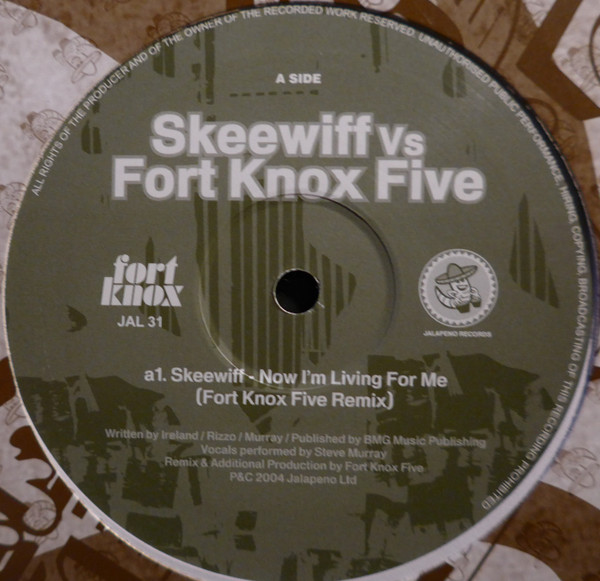 ALL RIGHTS OF THE PRODUCER AND OF THE OWNER OF THE RECORDED WORK RESERVED. UNAUTHORISED PUBLIC PERFORMANCE, HIRING, COPYING, BROADCASTING OF THIS RECORDING PROHIBITED
A SIDE
Skeewiff Vs
Fort Knox Five
fort
knox
JAL 31
JALAPENO RECORDS
a1. Skeewiff - Now I'm Living For Me
(Fort Knox Five Remix)
Written by Ireland / Rizzo / Murray / Published by BMG Music Publishing
Vocals performed by Steve Murray
Remix & Additional Production by Fort Knox Five
P&C 2004 Jalapeno Ltd